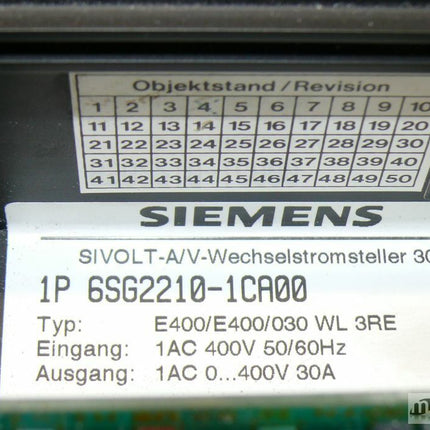 Objektstand/Revision
1 2 3 4 5 6 7 8 9 10
11 12 13 14 15 16 17 18 19 20
21 22 23 24 25 26 27 28 29 30
31 32 33 34 35 36 37 38 39 40
41 42 43 44 45 46 47 48 49 50
SIEMENS
SIVOLT-A/V-Wechselstromsteller 30
1P 6SG2210-1CA00
Typ: E400/E400/030 WL 3RE
Eingang: 1AC 400V 50/60Hz
Ausgang: 1AC 0...400V 30A